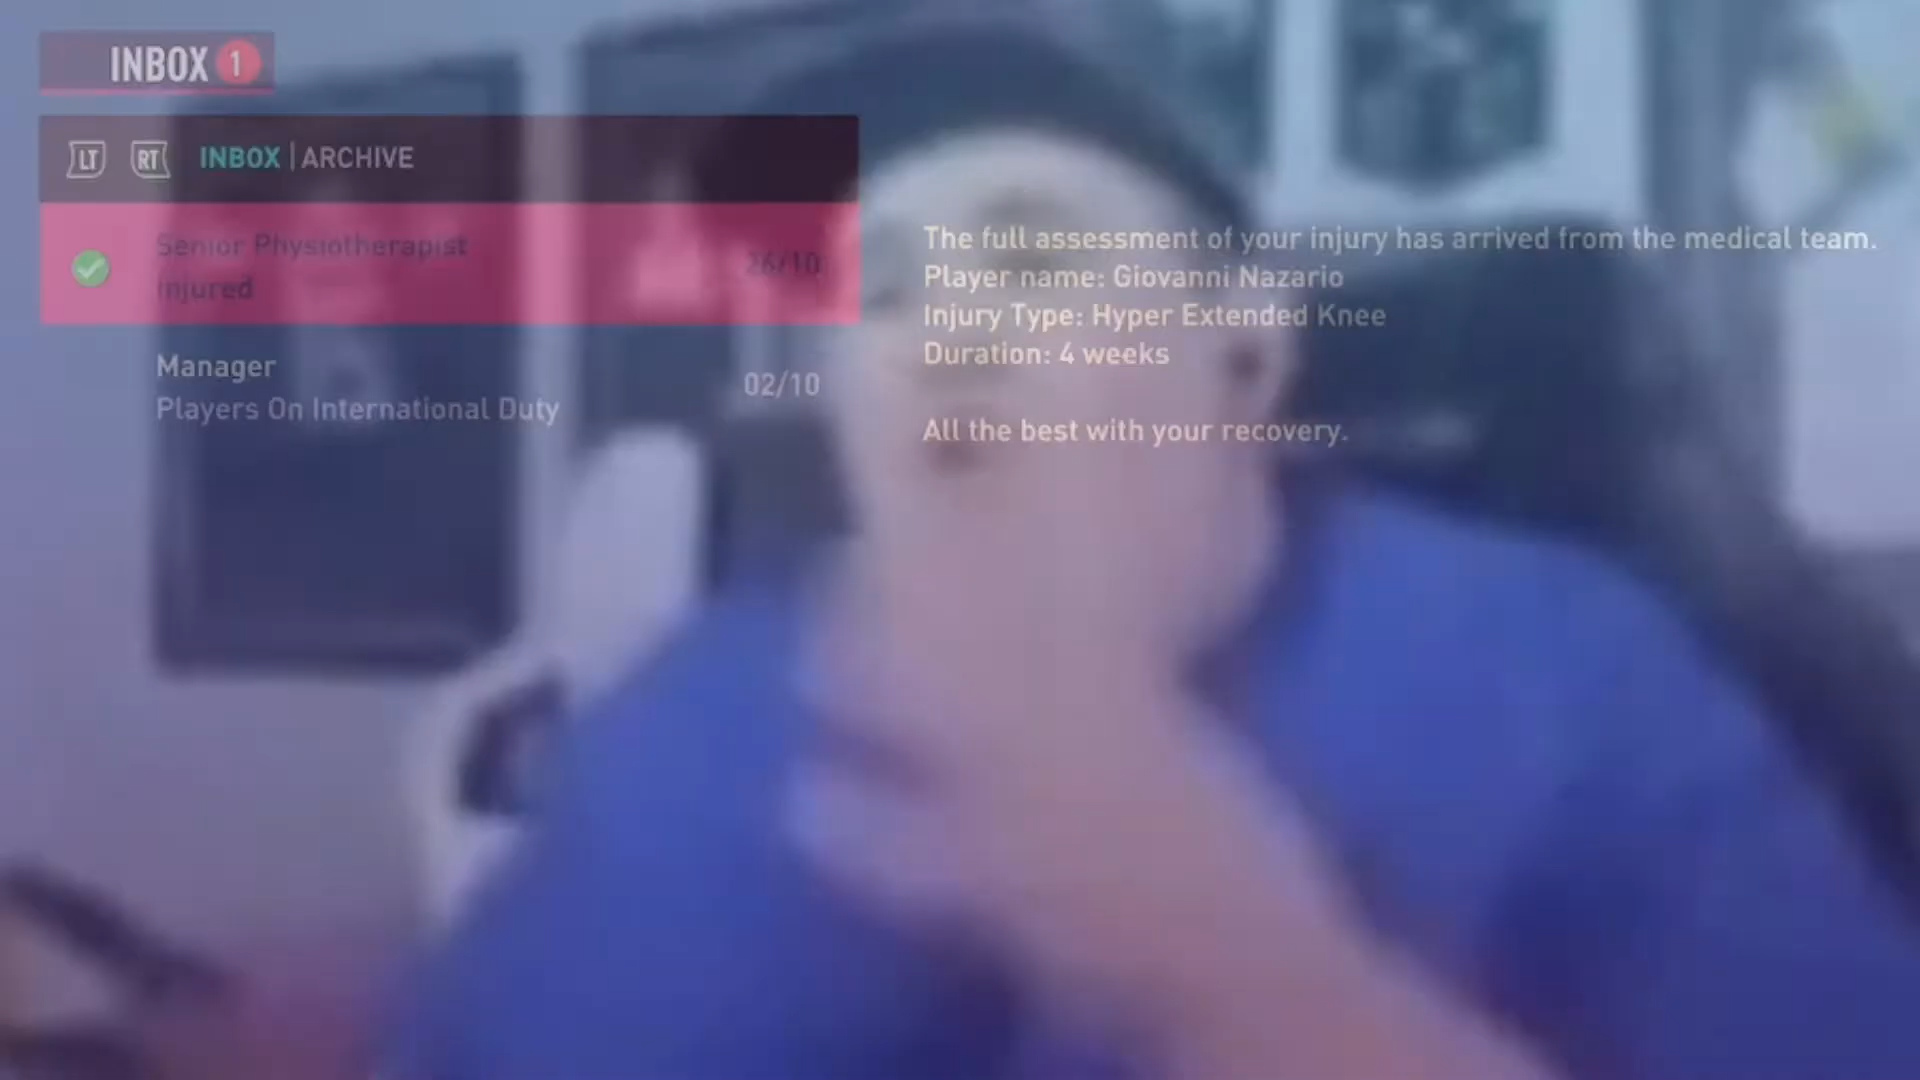 INBOX 1
LT RT INBOX | ARCHIVE
Senior Physiotherapist
Injured
26/10
Manager
Players On International Duty
02/10
The full assessment of your injury has arrived from the medical team.
Player name: Giovanni Nazario
Injury Type: Hyper Extended Knee
Duration: 4 weeks
All the best with your recovery.